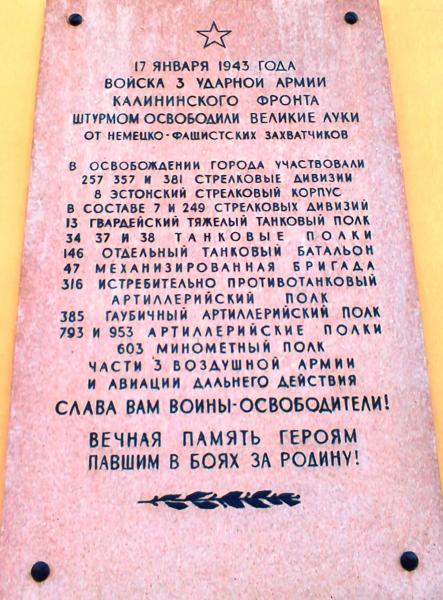 17 ЯНВАРЯ 1943 ГОДА
ВОЙСКА 3 УДАРНОЙ АРМИИ
КАЛИНИНСКОГО ФРОНТА
ШТУРМОМ ОСВОБОДИЛИ ВЕЛИКИЕ ЛУКИ
ОТ НЕМЕЦКО-ФАШИСТСКИХ ЗАХВАТЧИКОВ
В ОСВОБОЖДЕНИИ ГОРОДА УЧАСТВОВАЛИ
257 357 И 381 СТРЕЛКОВЫЕ ДИВИЗИИ
8 ЭСТОНСКИЙ СТРЕЛКОВЫЙ КОРПУС
В СОСТАВЕ 7 И 249 СТРЕЛКОВЫХ ДИВИЗИЙ
13 ГВАРДЕЙСКИЙ ТЯЖЕЛЫЙ ТАНКОВЫЙ ПОЛК
34 37 И 38 ТАНКОВЫЕ ПОЛКИ
146 ОТДЕЛЬНЫЙ ТАНКОВЫЙ БАТАЛЬОН
47 МЕХАНИЗИРОВАННАЯ БРИГАДА
316 ИСТРЕБИТЕЛЬНО ПРОТИВОТАНКОВЫЙ
АРТИЛЛЕРИЙСКИЙ ПОЛК
385 ГАУБИЧНЫЙ АРТИЛЛЕРИЙСКИЙ ПОЛК
793 И 953 АРТИЛЛЕРИЙСКИЕ ПОЛКИ
603 МИНОМЕТНЫЙ ПОЛК
ЧАСТИ 3 ВОЗДУШНОЙ АРМИИ
И АВИАЦИИ ДАЛЬНЕГО ДЕЙСТВИЯ
СЛАВА ВАМ ВОИНЫ-ОСВОБОДИТЕЛИ!
ВЕЧНАЯ ПАМЯТЬ ГЕРОЯМ
ПАВШИМ В БОЯХ ЗА РОДИНУ!